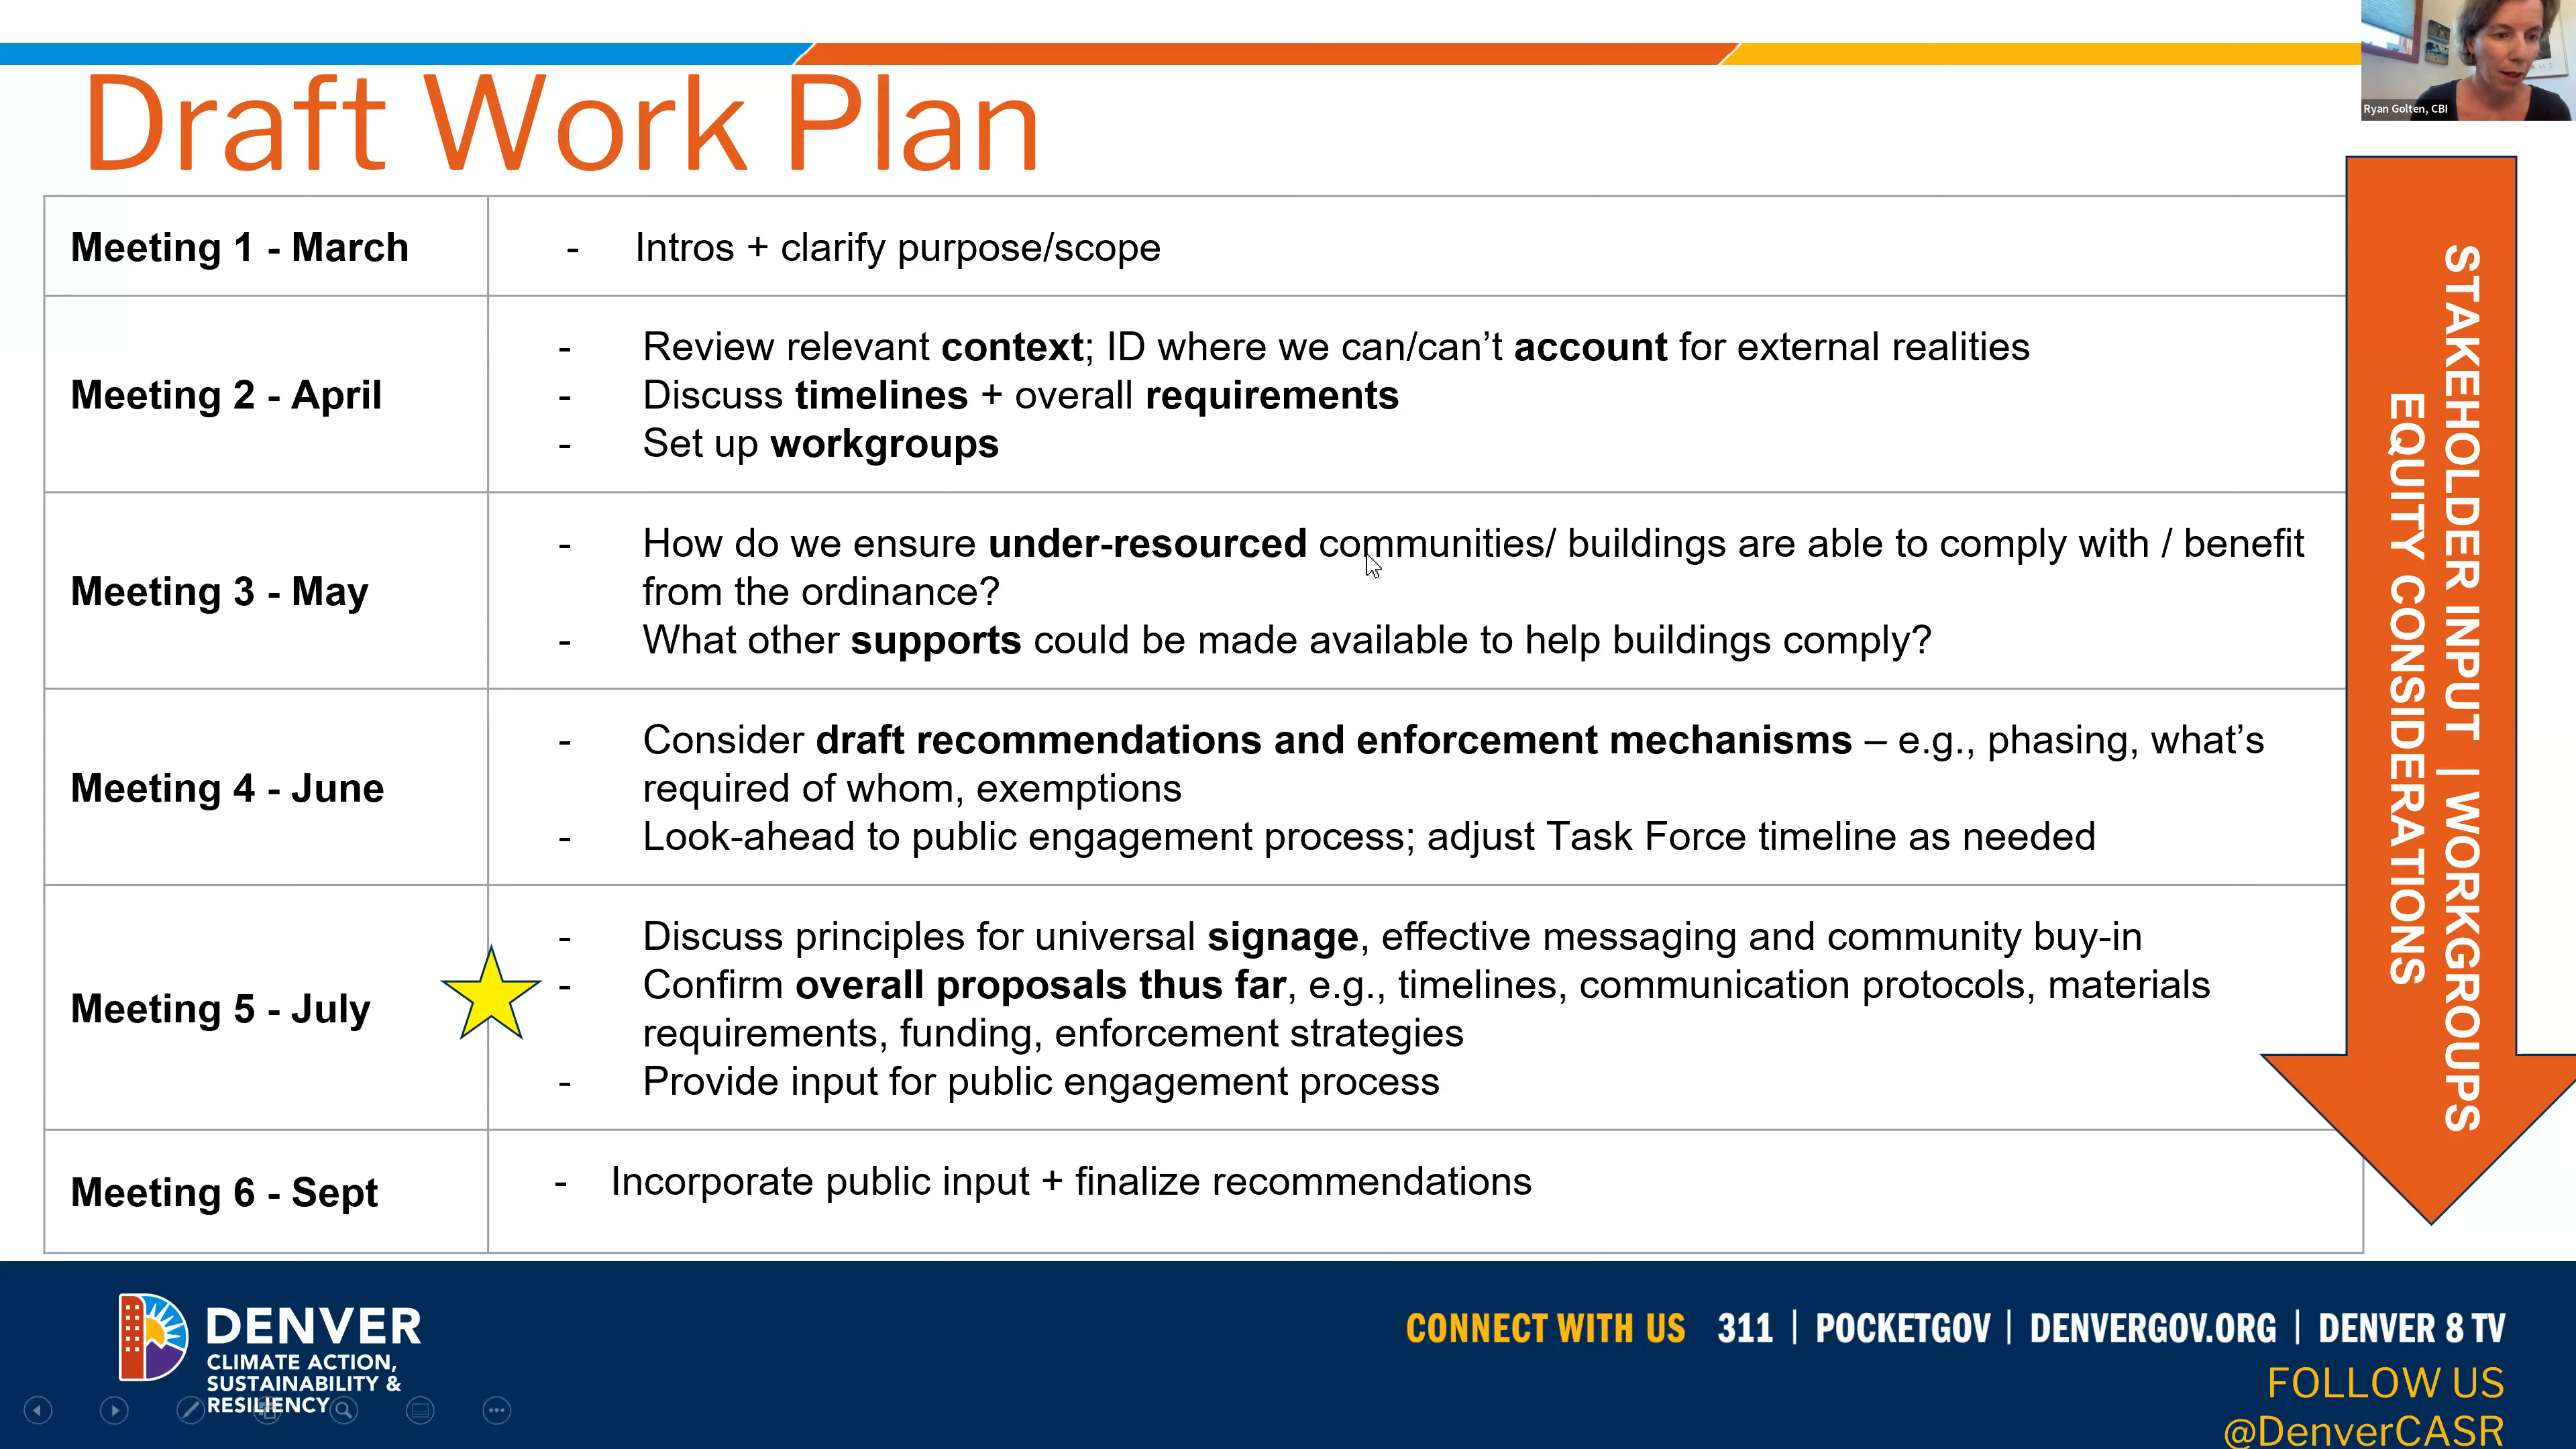 Draft Work Plan
Ryan Golten, CBI
Meeting 1 - March
- Intros + clarify purpose/scope
Meeting 2 - April
- Review relevant context; ID where we can/can’t account for external realities
- Discuss timelines + overall requirements
- Set up workgroups
Meeting 3 - May
- How do we ensure under-resourced communities/ buildings are able to comply with / benefit
from the ordinance?
- What other supports could be made available to help buildings comply?
Meeting 4 - June
- Consider draft recommendations and enforcement mechanisms – e.g., phasing, what’s
required of whom, exemptions
- Look-ahead to public engagement process; adjust Task Force timeline as needed
Meeting 5 - July
- Discuss principles for universal signage, effective messaging and community buy-in
- Confirm overall proposals thus far, e.g., timelines, communication protocols, materials
requirements, funding, enforcement strategies
- Provide input for public engagement process
Meeting 6 - Sept
- Incorporate public input + finalize recommendations
STAKEHOLDER INPUT | WORKGROUPS
EQUITY CONSIDERATIONS
DENVER
CLIMATE ACTION,
SUSTAINABILITY &
RESILIENCY
CONNECT WITH US 311 | POCKETGOV | DENVERGOV.ORG | DENVER 8 TV
FOLLOW US
@DenverCASR